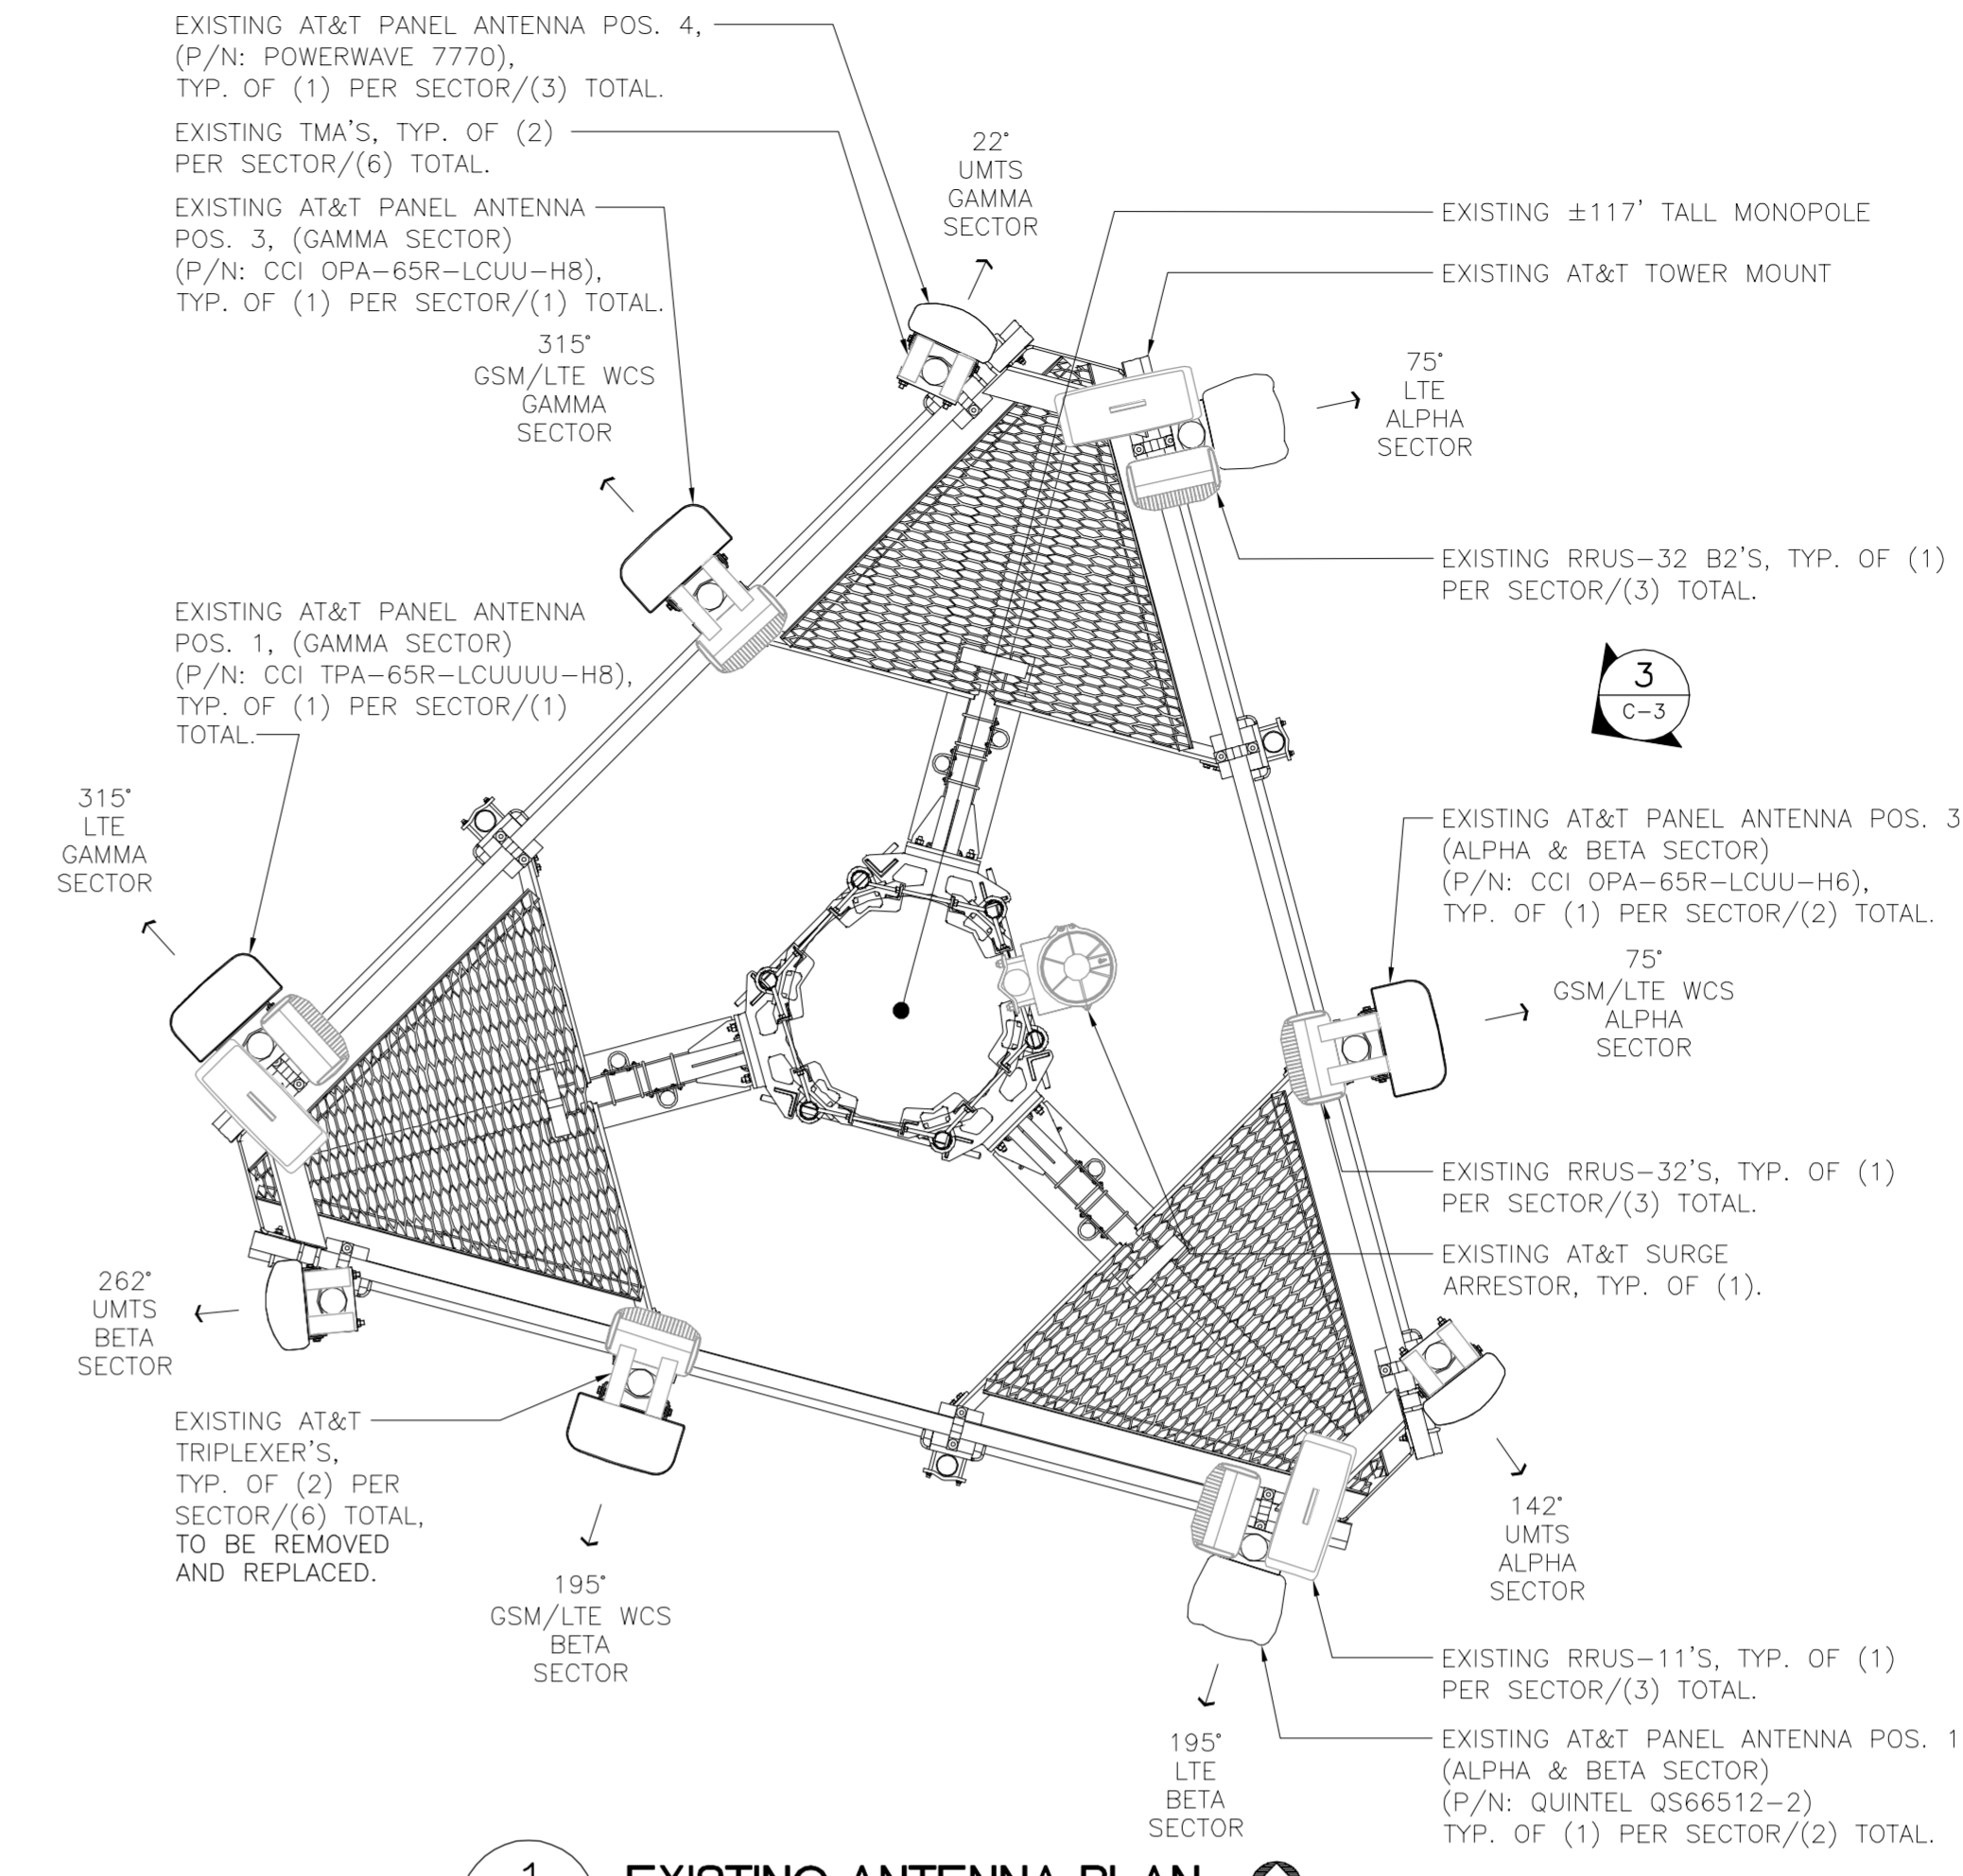 EXISTING AT&T PANEL ANTENNA POS. 4,
(P/N: POWERWAVE 7770),
TYP. OF (1) PER SECTOR/(3) TOTAL.
EXISTING TMA'S, TYP. OF (2)
PER SECTOR/(6) TOTAL.
EXISTING AT&T PANEL ANTENNA
POS. 3, (GAMMA SECTOR)
(P/N: CCI OPA-65R-LCUU-H8),
TYP. OF (1) PER SECTOR/(1) TOTAL.
22°
UMTS
GAMMA
SECTOR
EXISTING ±117' TALL MONOPOLE
EXISTING AT&T TOWER MOUNT
315°
GSM/LTE WCS
GAMMA
SECTOR
75°
LTE
ALPHA
SECTOR
EXISTING RRUS-32 B2'S, TYP. OF (1)
PER SECTOR/(3) TOTAL.
EXISTING AT&T PANEL ANTENNA
POS. 1, (GAMMA SECTOR)
(P/N: CCI TPA-65R-LCUUUU-H8),
TYP. OF (1) PER SECTOR/(1)
TOTAL.
3
C-3
315°
LTE
GAMMA
SECTOR
EXISTING AT&T PANEL ANTENNA POS. 3
(ALPHA & BETA SECTOR)
(P/N: CCI OPA-65R-LCUU-H6),
TYP. OF (1) PER SECTOR/(2) TOTAL.
75°
GSM/LTE WCS
ALPHA
SECTOR
EXISTING RRUS-32'S, TYP. OF (1)
PER SECTOR/(3) TOTAL.
EXISTING AT&T SURGE
ARRESTOR, TYP. OF (1).
262°
UMTS
BETA
SECTOR
EXISTING AT&T
TRIPLEXER'S,
TYP. OF (2) PER
SECTOR/(6) TOTAL,
TO BE REMOVED
AND REPLACED.
195°
GSM/LTE WCS
BETA
SECTOR
142°
UMTS
ALPHA
SECTOR
EXISTING RRUS-11'S, TYP. OF (1)
PER SECTOR/(3) TOTAL.
195°
LTE
BETA
SECTOR
EXISTING AT&T PANEL ANTENNA POS. 1
(ALPHA & BETA SECTOR)
(P/N: QUINTEL QS66512-2)
TYP. OF (1) PER SECTOR/(2) TOTAL.
1
EXISTING ANTENNA PLAN